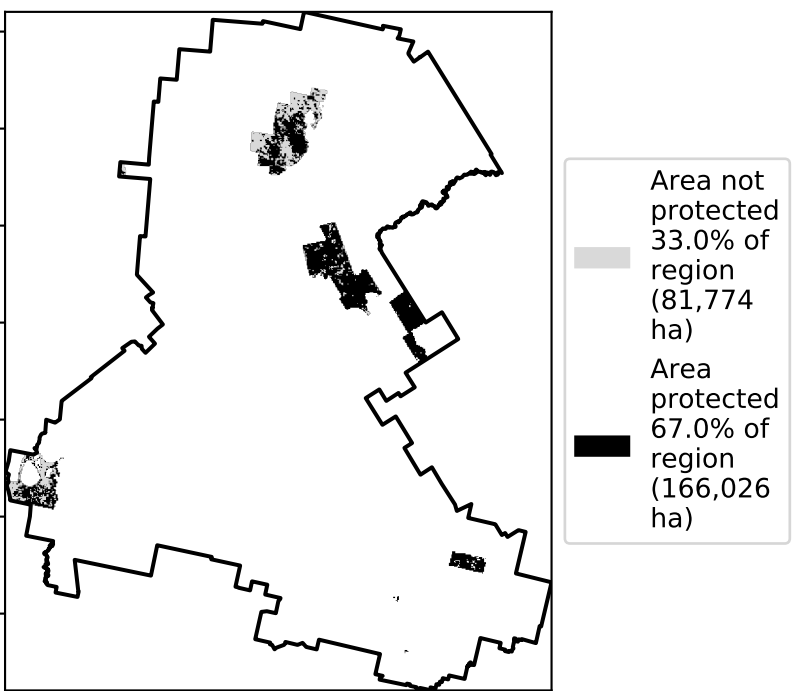 Area not
protected
33.0% of
region
(81,774
ha)
Area
protected
67.0% of
region
(166,026
ha)